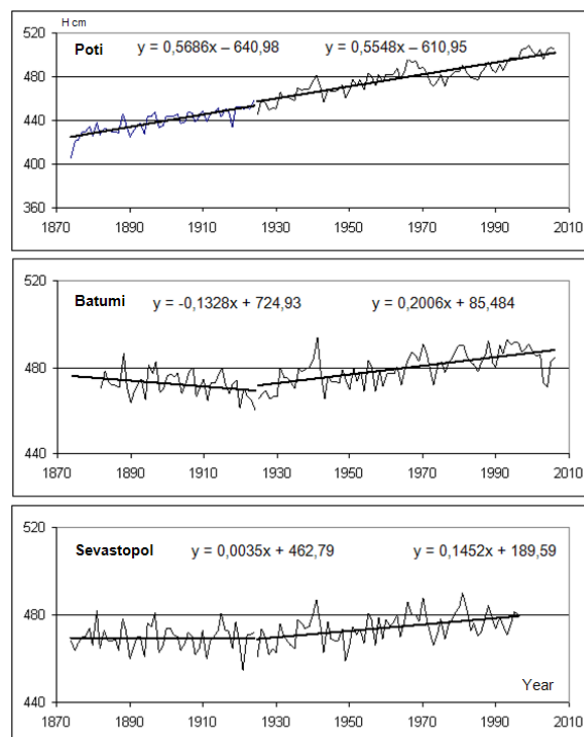 H cm
Poti y = 0,5686x – 640,98 y = 0,5548x – 610,95
520
480
440
400
360
1870 1890 1910 1930 1950 1970 1990 2010
Batumi y = -0,1328x + 724,93 y = 0,2006x + 85,484
520
480
440
1870 1890 1910 1930 1950 1970 1990 2010
Sevastopol y = 0,0035x + 462,79 y = 0,1452x + 189,59
520
480
440
Year
1870 1890 1910 1930 1950 1970 1990 2010